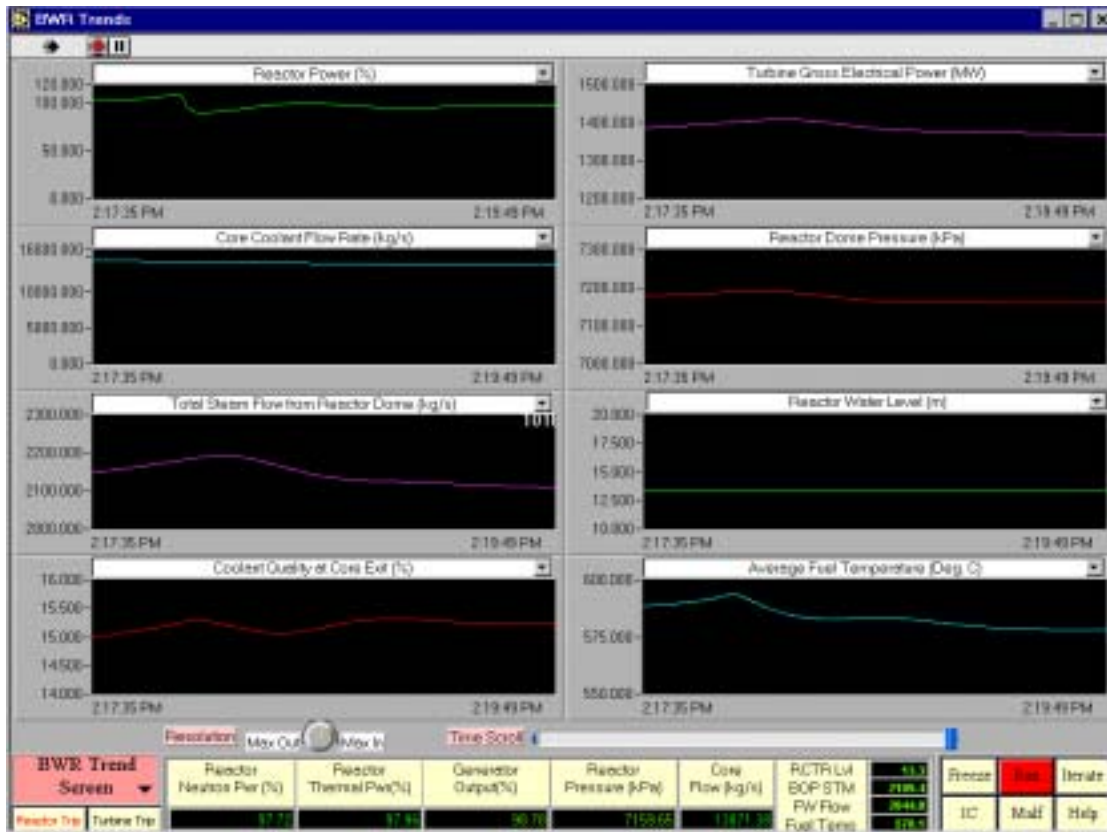 BWR Trends
Reactor Power (%)
120.000
100.000
50.000
0.000
2:17:35 PM
2:19:49 PM
Turbine Gross Electrical Power (MW)
1500.000
1400.000
1300.000
1200.000
2:17:35 PM
2:19:49 PM
Core Coolant Flow Rate (kg/s)
10000.000
5000.000
0.000
2:17:35 PM
2:19:49 PM
Reactor Dome Pressure (kPa)
7300.000
7200.000
7100.000
7000.000
2:17:35 PM
2:19:49 PM
Total Steam Flow from Reactor Dome (kg/s)
2300.000
2200.000
2100.000
2000.000
2:17:35 PM
2:19:49 PM
Reactor Water Level (m)
20.000
17.500
15.000
12.500
10.000
2:17:35 PM
2:19:49 PM
Coolant Quality at Core Exit (%)
16.000
15.500
15.000
14.500
14.000
2:17:35 PM
2:19:49 PM
Average Fuel Temperature (Deg. C)
600.000
575.000
550.000
2:17:35 PM
2:19:49 PM
Resolution Max Out Max In Time Scroll
BWR Trend
Screen
Reactor Trip Turbine Trip
Reactor
Neutron Pwr (%)
Reactor
Thermal Pwr(%)
Generator
Output(%)
98.78
Reactor
Pressure (kPa)
7158.65
Core
Flow (kg/s)
RCTR Lvl
BOP STM
FW Flow
Fuel Temp
Freeze Run Iterate
IC Malf Help